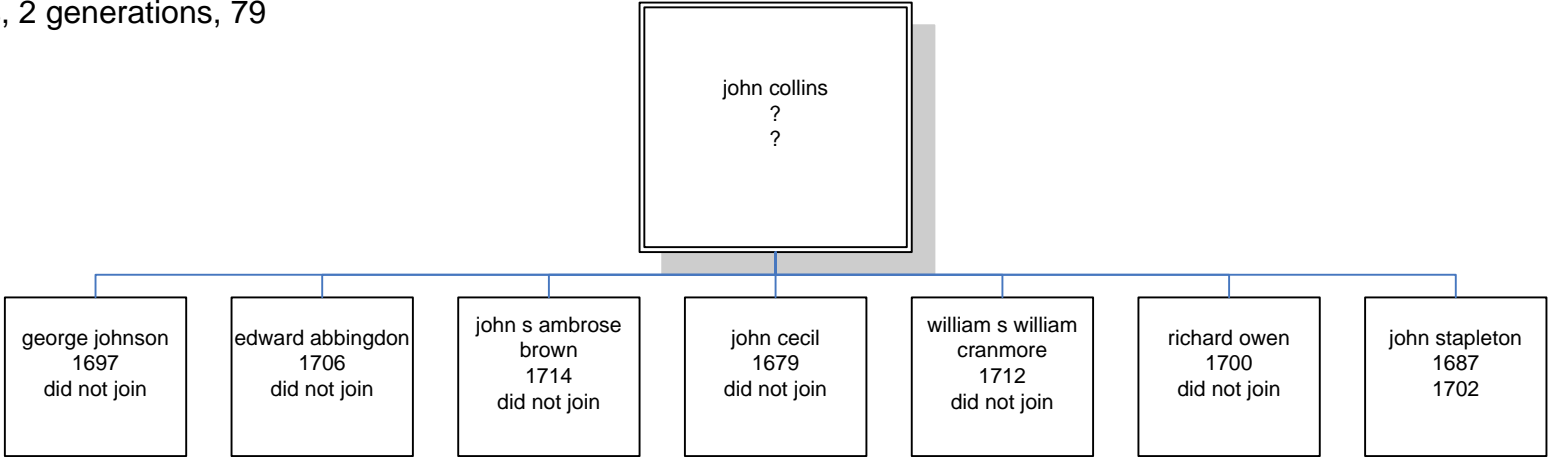 , 2 generations, 79
john collins
?
?
george johnson
1697
did not join
edward abbingdon
1706
did not join
john s ambrose
brown
1714
did not join
john cecil
1679
did not join
william s william
cranmore
1712
did not join
richard owen
1700
did not join
john stapleton
1687
1702